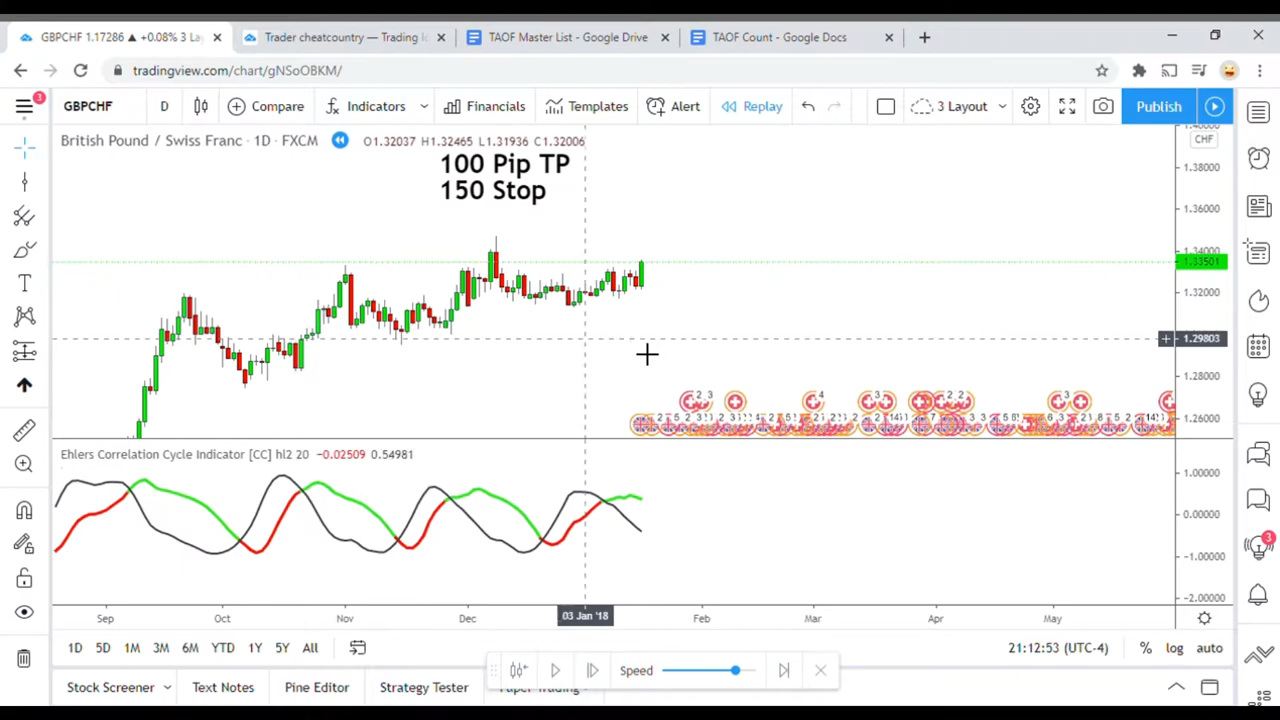 GBPCHF 1.17286 ▲ +0.08% 3 La
Trader cheatcountry — Trading I
TAOF Master List - Google Drive
TAOF Count - Google Docs
tradingview.com/chart/gNSoOBKM/
3
GBPCHF D Compare Indicators Financials Templates Alert Replay 3 Layout Publish
British Pound / Swiss Franc · 1D · FXCM O1.32037 H1.32465 L1.31936 C1.32006
CHF
100 Pip TP
150 Stop
1.38000
1.36000
1.34000
1.33501
1.32000
1.29803
1.28000
1.26000
Ehlers Correlation Cycle Indicator [CC] hl2 20 −0.02509 0.54981
1.00000
0.00000
−1.00000
−2.00000
3
Sep Oct Nov Dec 03 Jan '18 Feb Mar Apr May
1D 5D 1M 3M 6M YTD 1Y 5Y All 21:12:53 (UTC-4) % log auto
Speed
Stock Screener Text Notes Pine Editor Strategy Tester Paper Trading